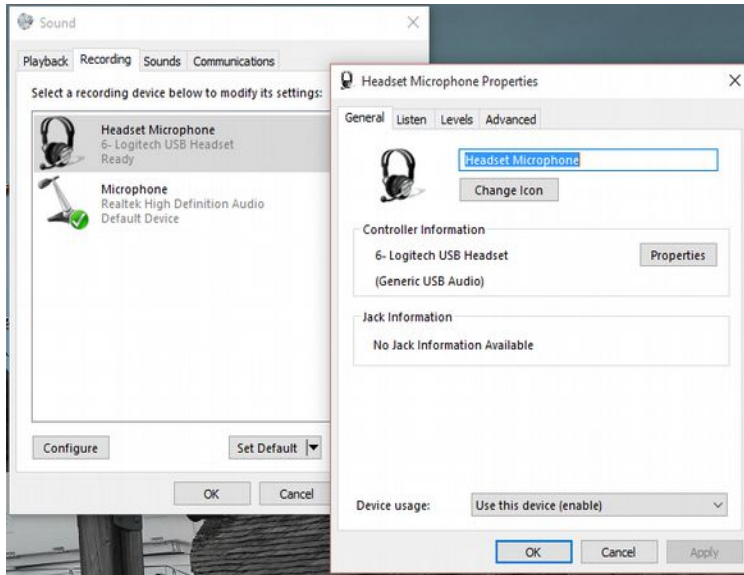 Sound
Playback Recording Sounds Communications
Select a recording device below to modify its settings:
Headset Microphone
6- Logitech USB Headset
Ready
Microphone
Realtek High Definition Audio
Default Device
Configure
Set Default
OK
Cancel
Headset Microphone Properties
General Listen Levels Advanced
Headset Microphone
Change Icon
Controller Information
6- Logitech USB Headset
Properties
(Generic USB Audio)
Jack Information
No Jack Information Available
Device usage:
Use this device (enable)
OK
Cancel
Apply